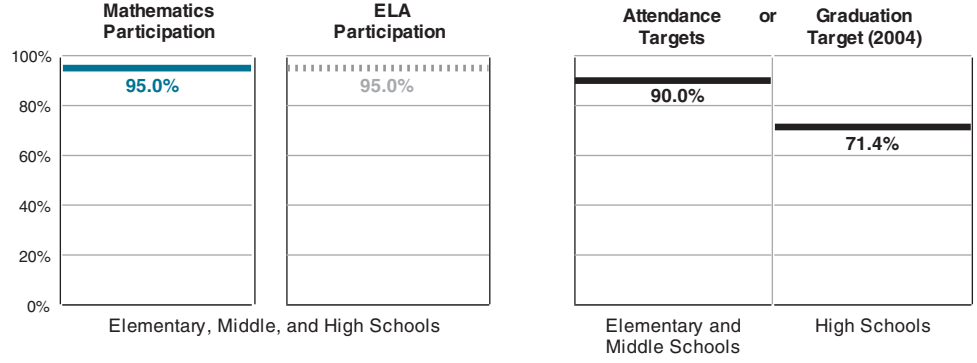 Mathematics
Participation
ELA
Participation
Attendance
Targets
or
Graduation
Target (2004)
100%
80%
60%
40%
20%
0%
95.0%
95.0%
90.0%
71.4%
Elementary, Middle, and High Schools
Elementary and
Middle Schools
High Schools